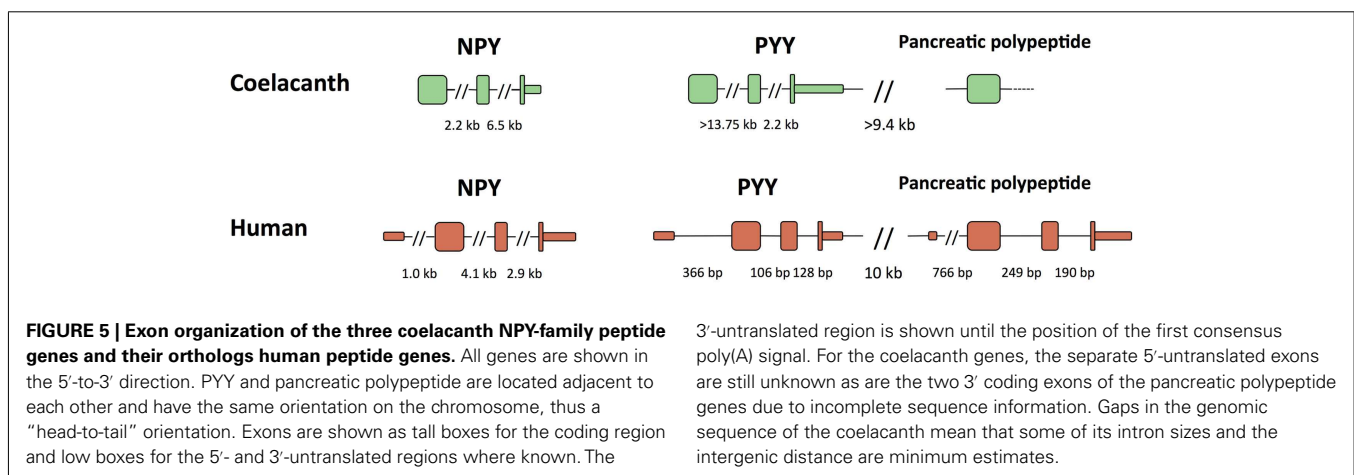 NPY PYY Pancreatic polypeptide
Coelacanth
// // // // //
2.2 kb 6.5 kb >13.75 kb 2.2 kb >9.4 kb
NPY PYY Pancreatic polypeptide
Human
// // // // //
1.0 kb 4.1 kb 2.9 kb 366 bp 106 bp 128 bp 10 kb 766 bp 249 bp 190 bp
FIGURE 5 | Exon organization of the three coelacanth NPY-family peptide
genes and their orthologs human peptide genes. All genes are shown in
the 5′-to-3′ direction. PYY and pancreatic polypeptide are located adjacent to
each other and have the same orientation on the chromosome, thus a
“head-to-tail” orientation. Exons are shown as tall boxes for the coding region
and low boxes for the 5′- and 3′-untranslated regions where known. The
3′-untranslated region is shown until the position of the first consensus
poly(A) signal. For the coelacanth genes, the separate 5′-untranslated exons
are still unknown as are the two 3′ coding exons of the pancreatic polypeptide
genes due to incomplete sequence information. Gaps in the genomic
sequence of the coelacanth mean that some of its intron sizes and the
intergenic distance are minimum estimates.